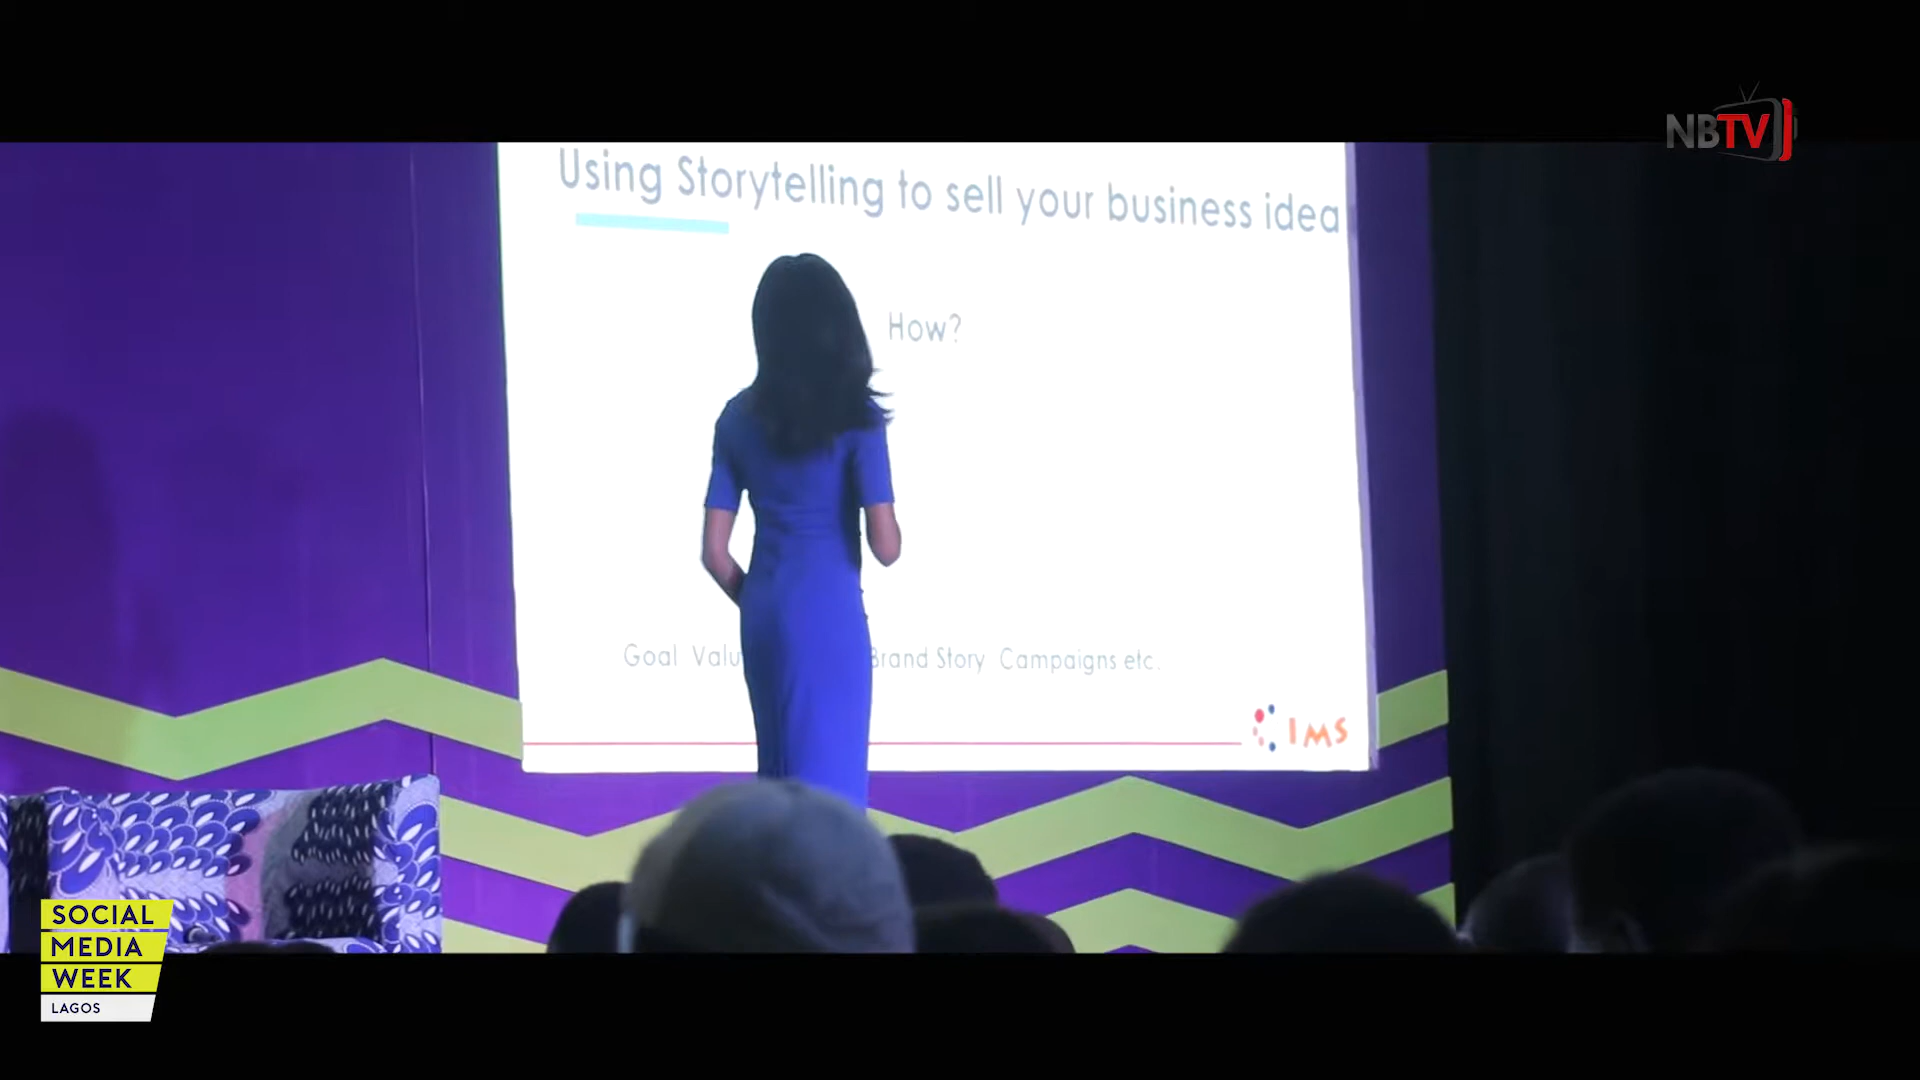 NBTV
Using Storytelling to sell your business idea
How?
Goal Valu Brand Story Campaigns etc.
IMS
SOCIAL
MEDIA
WEEK
LAGOS